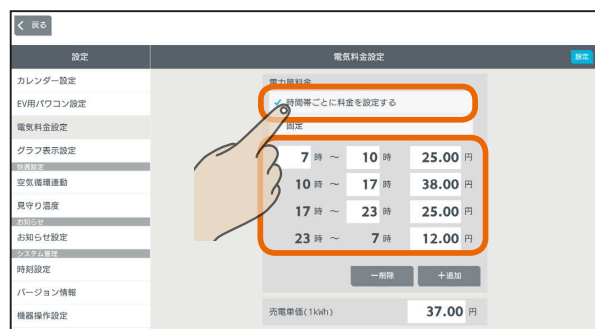 戻る
設定
電気料金設定
設定
カレンダー設定
EV用パワコン設定
電気料金設定
グラフ表示設定
快適設定
空気循環連動
見守り温度
お知らせ
お知らせ設定
システム管理
時刻設定
バージョン情報
機器操作設定
電力量料金
✓ 時間帯ごとに料金を設定する
固定
7 時 ～ 10 時 25.00 円
10 時 ～ 17 時 38.00 円
17 時 ～ 23 時 25.00 円
23 時 ～ 7 時 12.00 円
－削除 ＋追加
売電単価(1kWh) 37.00 円